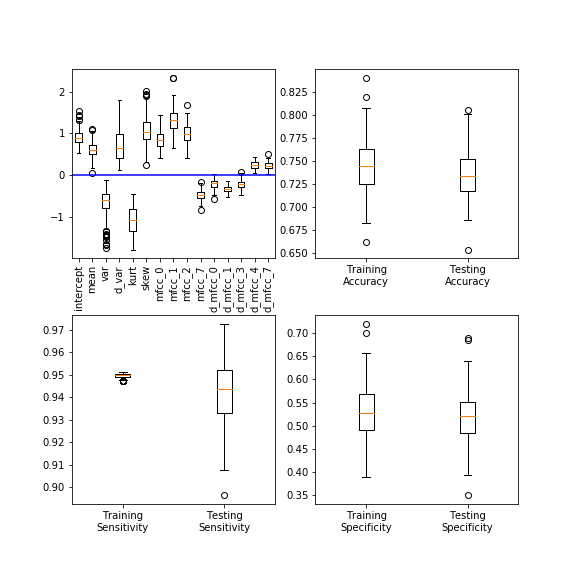 2
1
0
−1
intercept
mean
var
d_var
kurt
skew
mfcc_0
mfcc_1
mfcc_2
mfcc_7
d_mfcc_0
d_mfcc_1
d_mfcc_3
d_mfcc_4
d_mfcc_7
0.825
0.800
0.775
0.750
0.725
0.700
0.675
0.650
Training
Accuracy
Testing
Accuracy
0.97
0.96
0.95
0.94
0.93
0.92
0.91
0.90
Training
Sensitivity
Testing
Sensitivity
0.70
0.65
0.60
0.55
0.50
0.45
0.40
0.35
Training
Specificity
Testing
Specificity